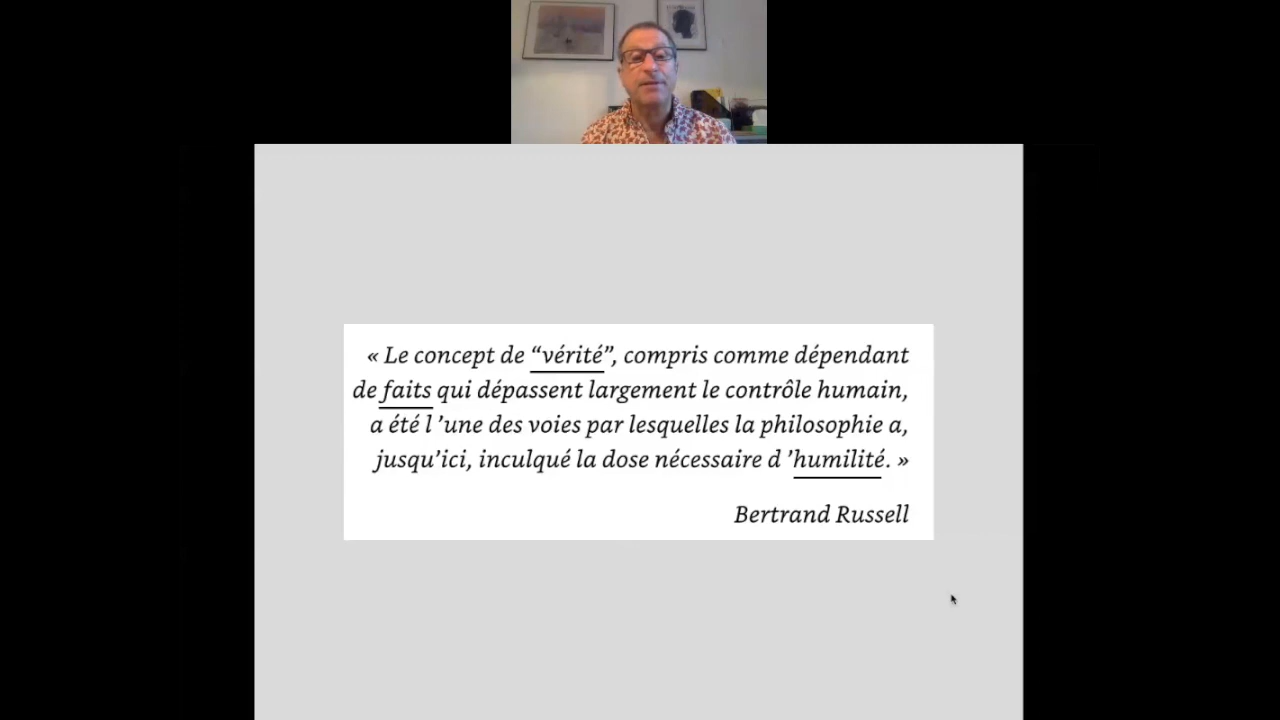 « Le concept de “vérité”, compris comme dépendant
de faits qui dépassent largement le contrôle humain,
a été l ’une des voies par lesquelles la philosophie a,
jusqu’ici, inculqué la dose nécessaire d ’humilité. »
Bertrand Russell